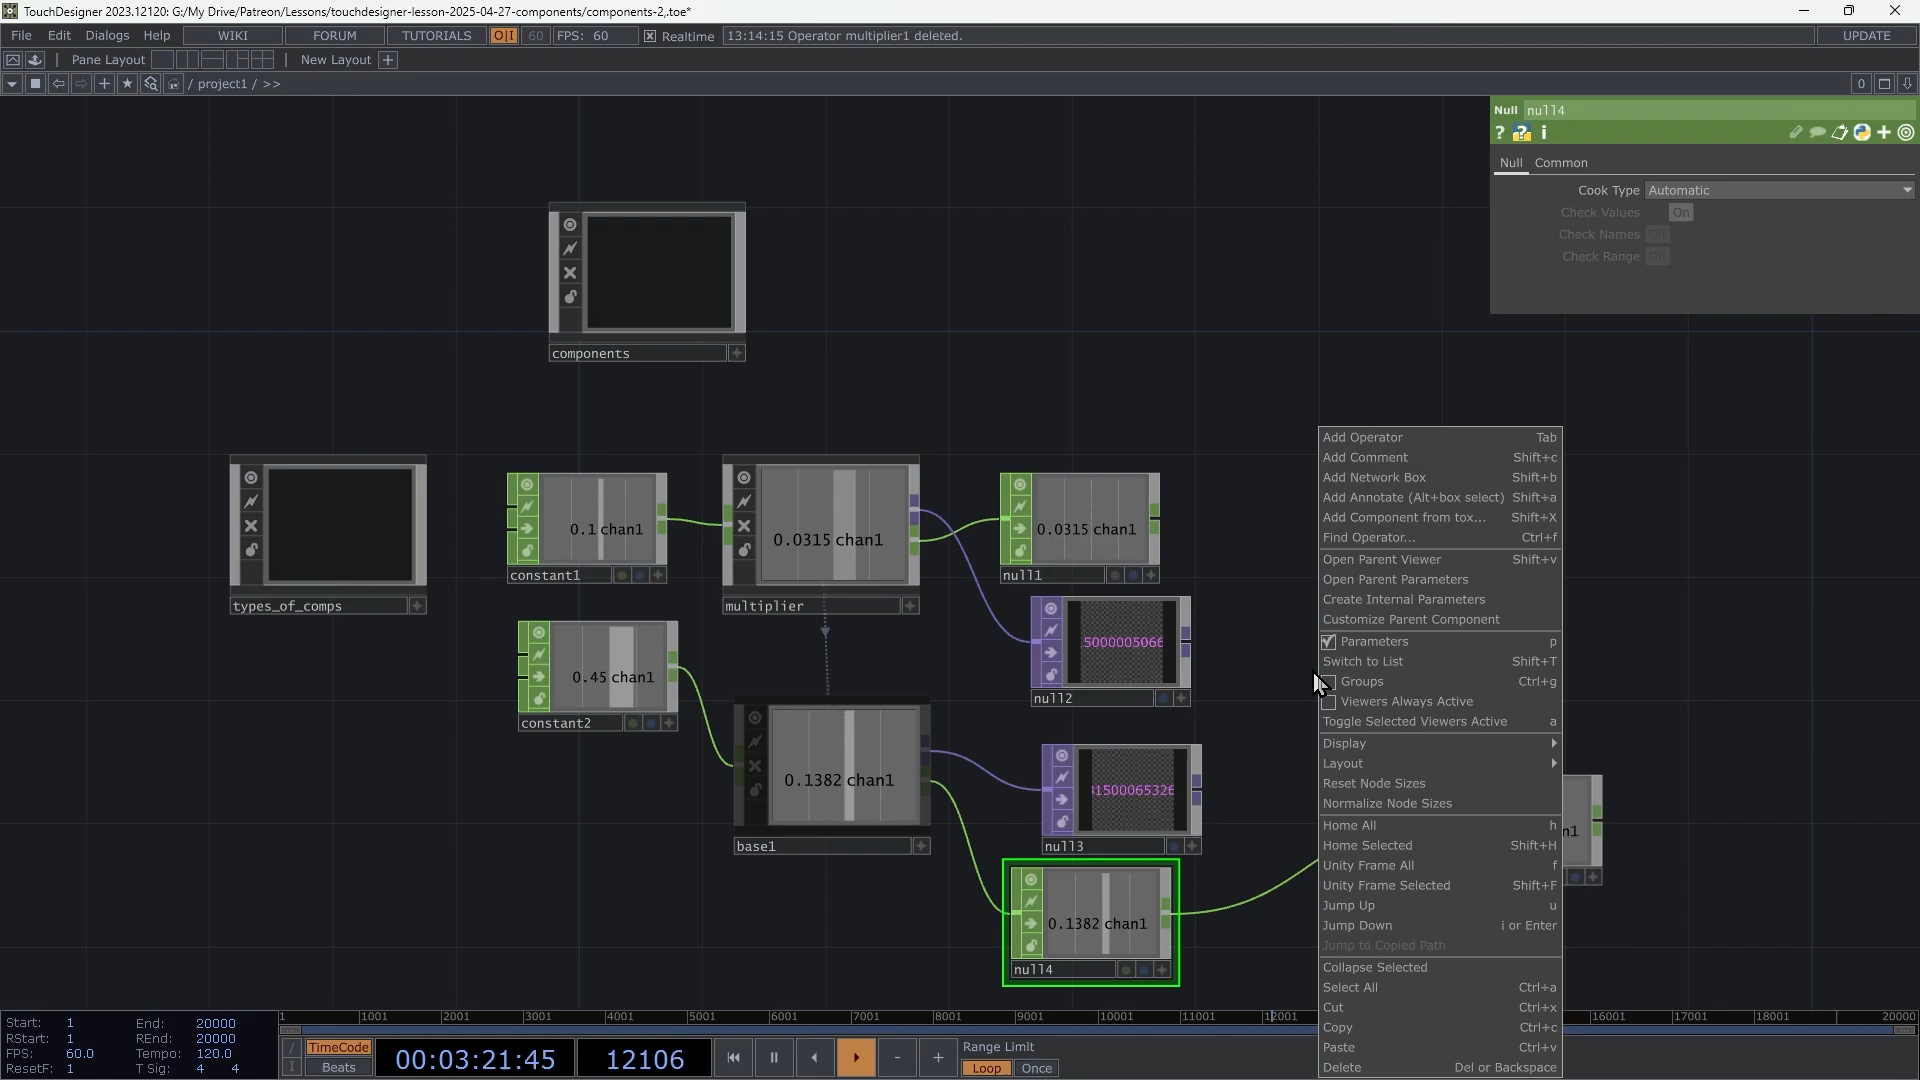 TouchDesigner 2023.12120: G:/My Drive/Patreon/Lessons/touchdesigner-lesson-2025-04-27-components/components-2,.toe*
File Edit Dialogs Help WIKI FORUM TUTORIALS O|I 60 FPS: 60 Realtime 13:14:15 Operator multiplier1 deleted. UPDATE
Pane Layout New Layout +
/ project1 / >> 0
Null null4
? ? i
Null Common
Cook Type Automatic
Check Values On
Check Names Off
Check Range Off
components
types_of_comps
0.1 chan1
constant1
0.0315 chan1
multiplier
0.0315 chan1
null1
0.45 chan1
constant2
5000005066
null2
0.1382 chan1
base1
31500065326
null3
0.1382 chan1
null4
n1
Add Operator Tab
Add Comment Shift+c
Add Network Box Shift+b
Add Annotate (Alt+box select) Shift+a
Add Component from tox... Shift+X
Find Operator... Ctrl+f
Open Parent Viewer Shift+v
Open Parent Parameters
Create Internal Parameters
Customize Parent Component
Parameters p
Switch to List Shift+T
Groups Ctrl+g
Viewers Always Active
Toggle Selected Viewers Active a
Display
Layout
Reset Node Sizes
Normalize Node Sizes
Home All h
Home Selected Shift+H
Unity Frame All f
Unity Frame Selected Shift+F
Jump Up u
Jump Down i or Enter
Jump to Copied Path
Collapse Selected
Select All Ctrl+a
Cut Ctrl+x
Copy Ctrl+c
Paste Ctrl+v
Delete Del or Backspace
1 1001 2001 3001 4001 5001 6001 7001 8001 9001 10001 11001 12001 16001 17001 18001 20000
Start: 1 End: 20000
RStart: 1 REnd: 20000
FPS: 60.0 Tempo: 120.0
ResetF: 1 T Sig: 4 4
/ TimeCode
I Beats
00:03:21:45 12106
- +
Range Limit
Loop Once